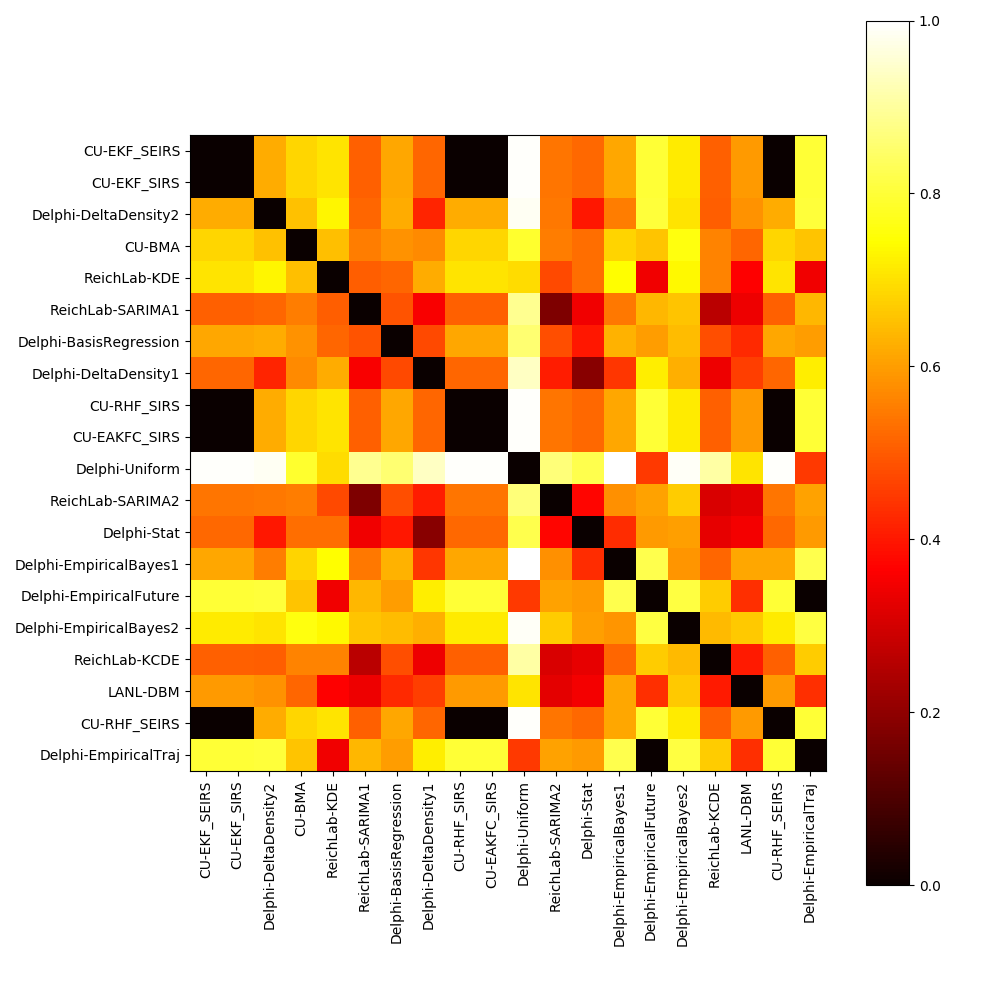 CU-EKF_SEIRS
CU-EKF_SIRS
Delphi-DeltaDensity2
CU-BMA
ReichLab-KDE
ReichLab-SARIMA1
Delphi-BasisRegression
Delphi-DeltaDensity1
CU-RHF_SIRS
CU-EAKFC_SIRS
Delphi-Uniform
ReichLab-SARIMA2
Delphi-Stat
Delphi-EmpiricalBayes1
Delphi-EmpiricalFuture
Delphi-EmpiricalBayes2
ReichLab-KCDE
LANL-DBM
CU-RHF_SEIRS
Delphi-EmpiricalTraj
CU-EKF_SEIRS
CU-EKF_SIRS
Delphi-DeltaDensity2
CU-BMA
ReichLab-KDE
ReichLab-SARIMA1
Delphi-BasisRegression
Delphi-DeltaDensity1
CU-RHF_SIRS
CU-EAKFC_SIRS
Delphi-Uniform
ReichLab-SARIMA2
Delphi-Stat
Delphi-EmpiricalBayes1
Delphi-EmpiricalFuture
Delphi-EmpiricalBayes2
ReichLab-KCDE
LANL-DBM
CU-RHF_SEIRS
Delphi-EmpiricalTraj
1.0
0.8
0.6
0.4
0.2
0.0